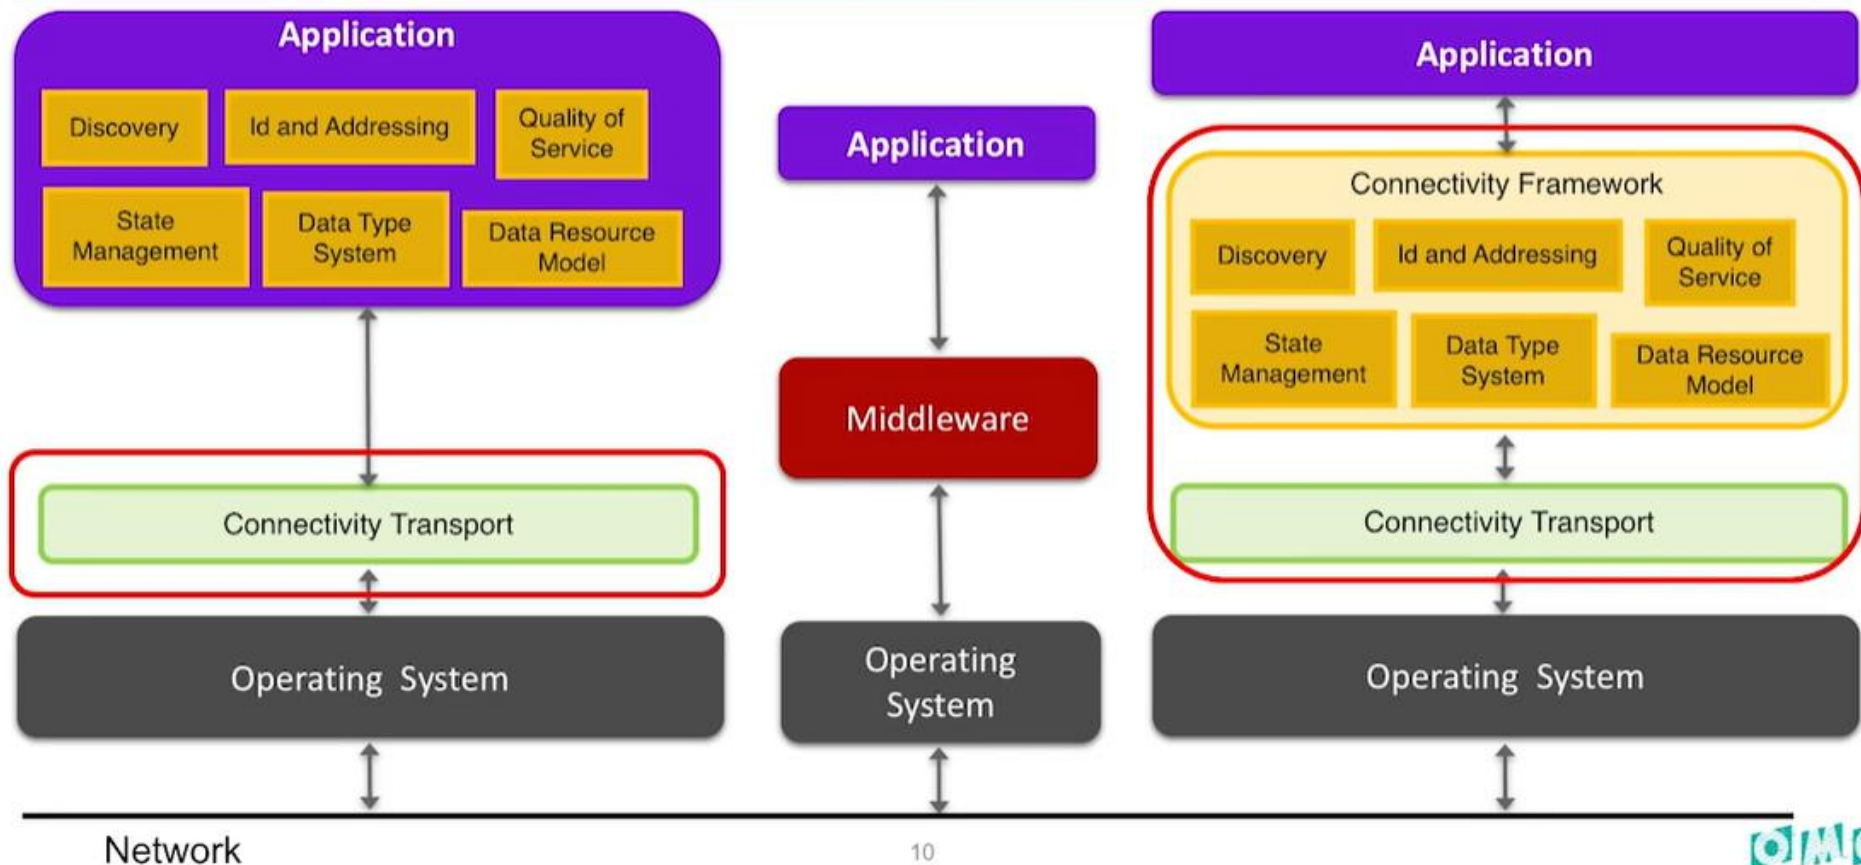 Application
Discovery
Id and Addressing
Quality of
Service
State
Management
Data Type
System
Data Resource
Model
Connectivity Transport
Operating System
Application
Middleware
Operating
System
Application
Connectivity Framework
Discovery
Id and Addressing
Quality of
Service
State
Management
Data Type
System
Data Resource
Model
Connectivity Transport
Operating System
Network
10